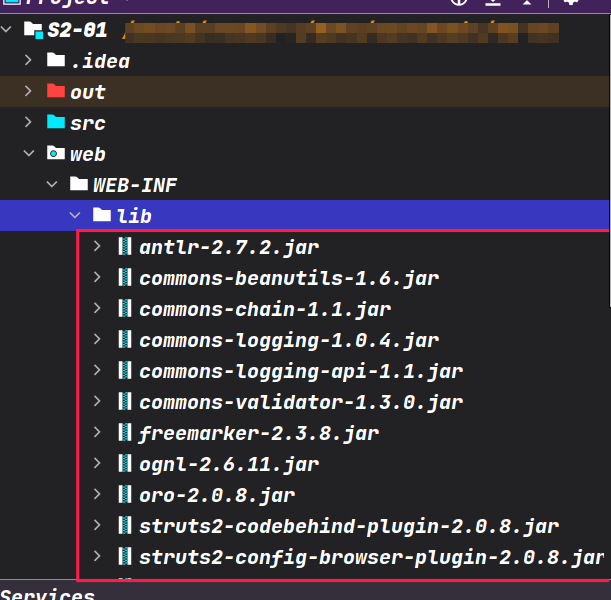 Project
S2-01
.idea
out
src
web
WEB-INF
lib
antlr-2.7.2.jar
commons-beanutils-1.6.jar
commons-chain-1.1.jar
commons-logging-1.0.4.jar
commons-logging-api-1.1.jar
commons-validator-1.3.0.jar
freemarker-2.3.8.jar
ognl-2.6.11.jar
oro-2.0.8.jar
struts2-codebehind-plugin-2.0.8.jar
struts2-config-browser-plugin-2.0.8.jar
Services